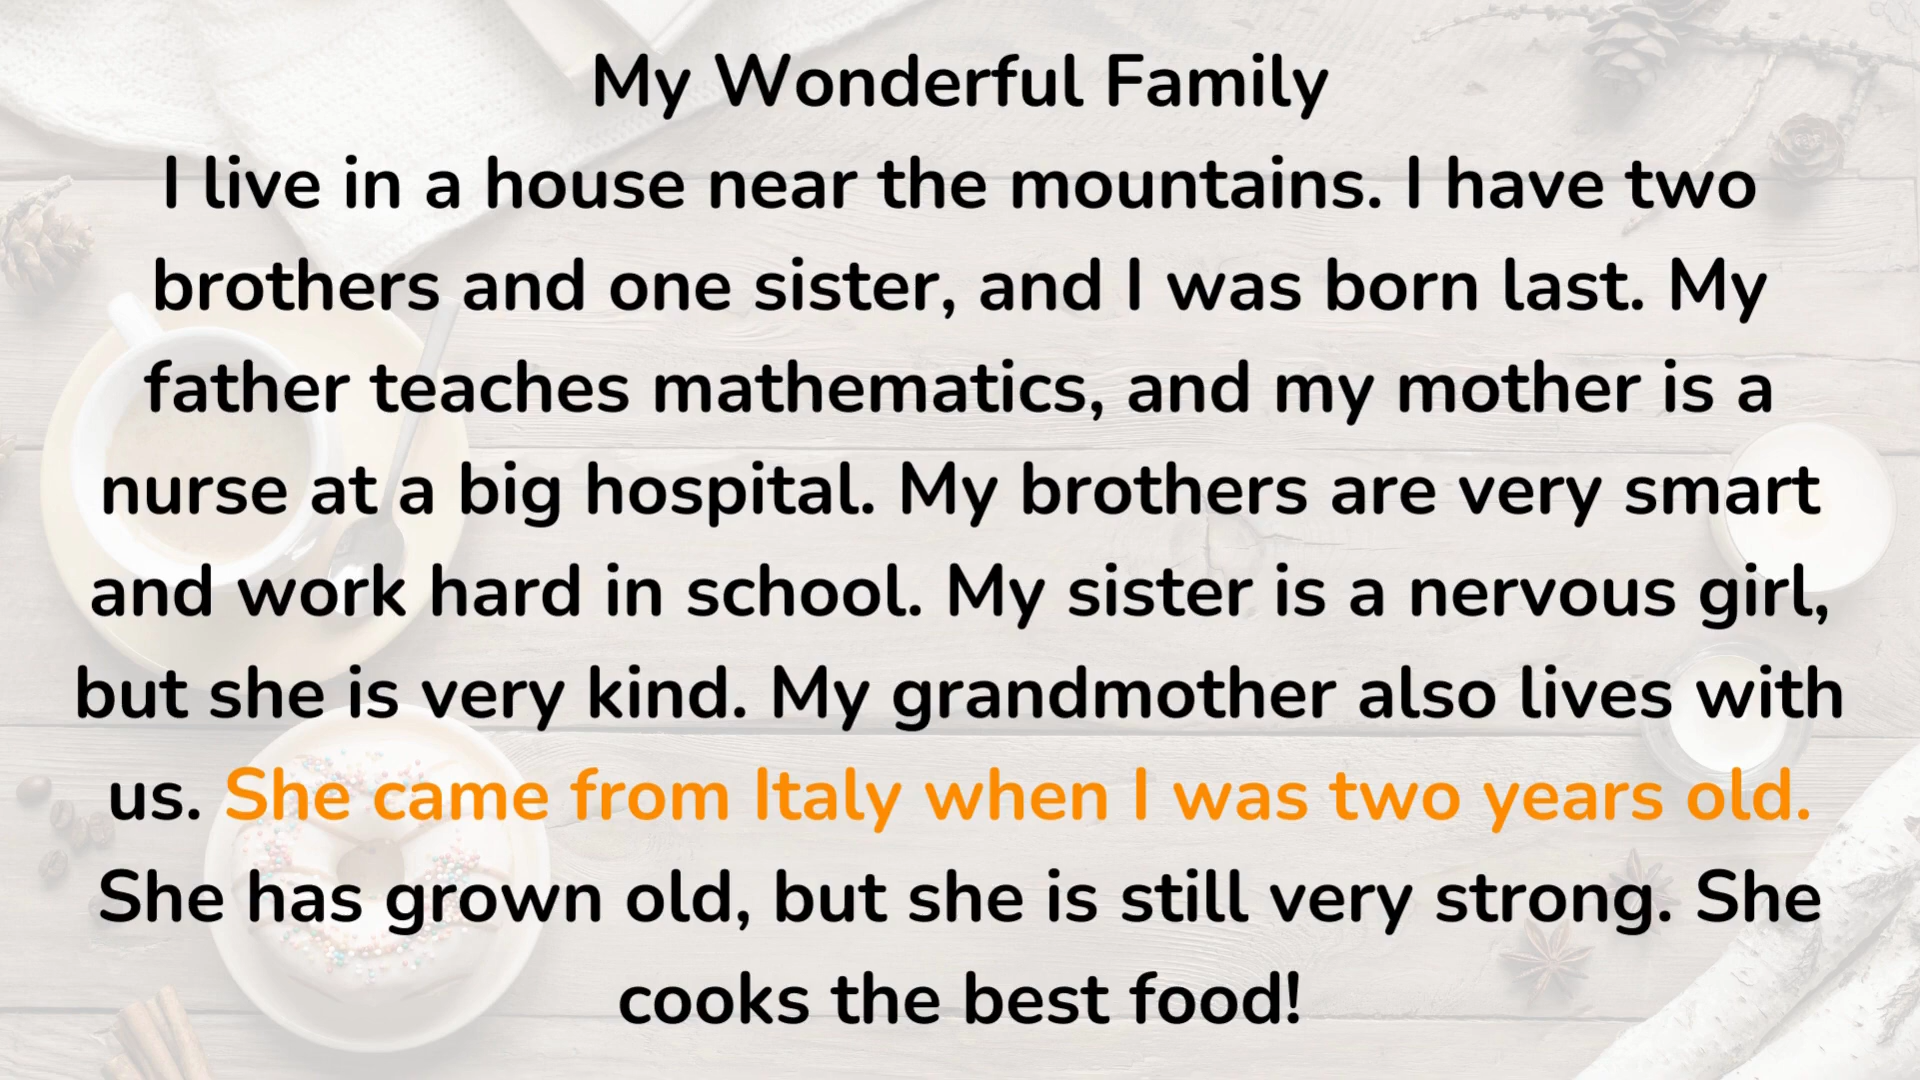 My Wonderful Family
I live in a house near the mountains. I have two
brothers and one sister, and I was born last. My
father teaches mathematics, and my mother is a
nurse at a big hospital. My brothers are very smart
and work hard in school. My sister is a nervous girl,
but she is very kind. My grandmother also lives with
us. She came from Italy when I was two years old.
She has grown old, but she is still very strong. She
cooks the best food!